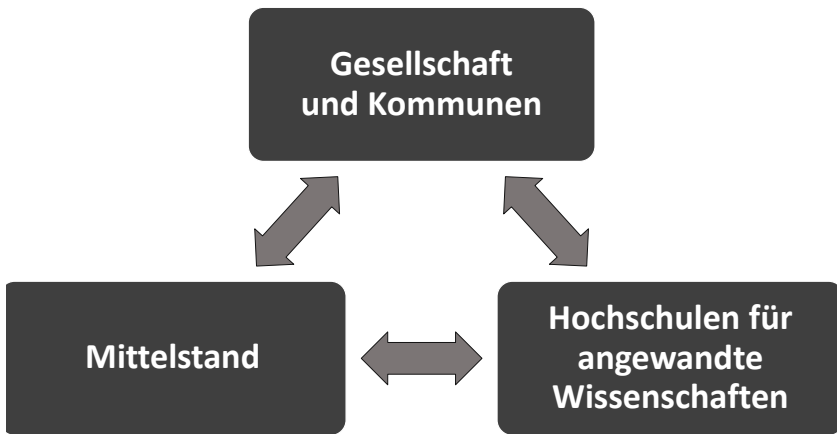 Gesellschaft
und Kommunen
Mittelstand
Hochschulen für
angewandte
Wissenschaften